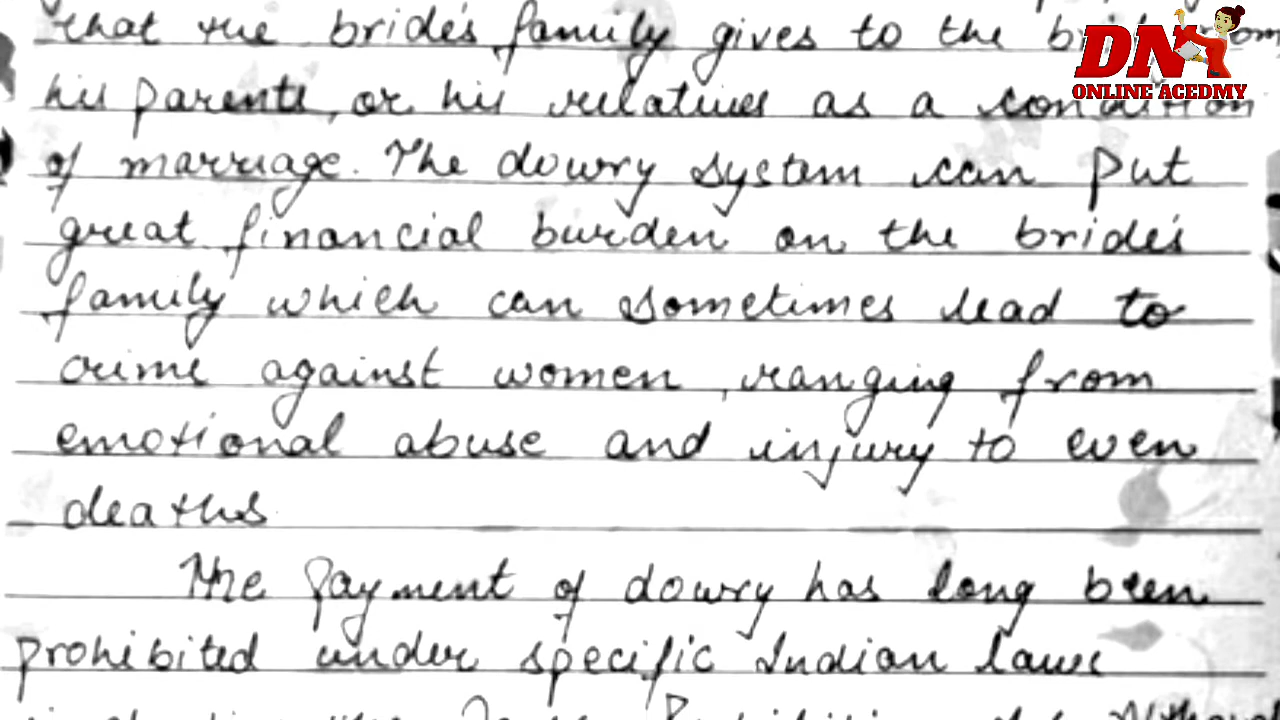 that the bride's family gives to the
DN
ONLINE ACEDMY
his parents, or his relatives as a condition
of marriage. The dowry system can put
great financial burden on the bride's
family which can sometimes lead to
crime against women, ranging from
emotional abuse and injury to even
deaths
The payment of dowry has long been
prohibited under specific Indian laws